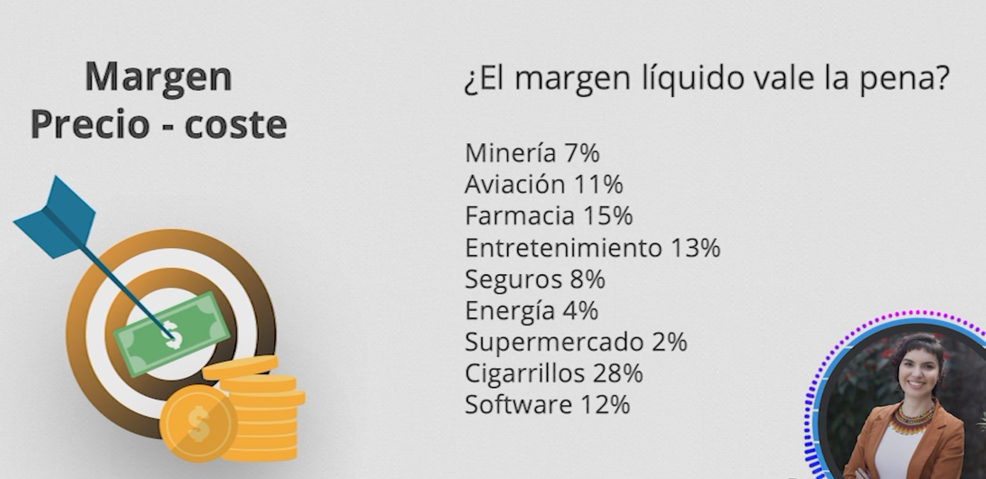 Margen
Precio - coste
¿El margen líquido vale la pena?
Minería 7%
Aviación 11%
Farmacia 15%
Entretenimiento 13%
Seguros 8%
Energía 4%
Supermercado 2%
Cigarrillos 28%
Software 12%
$
$